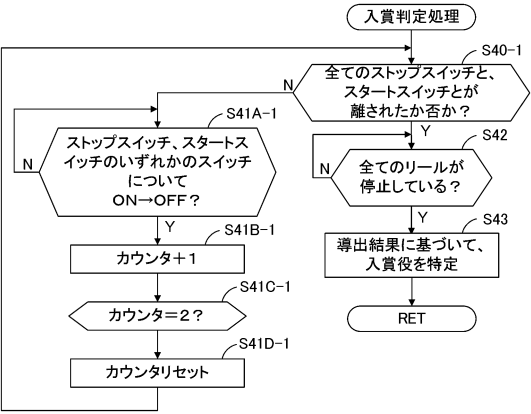 入賞判定処理
S40-1
全てのストップスイッチと、
スタートスイッチとが
離されたか否か？
N
Y
S41A-1
ストップスイッチ、スタートス
イッチのいずれかのスイッチ
について
ON→OFF？
N
Y
S42
全てのリールが
停止している？
N
Y
S41B-1
カウンタ＋1
S43
導出結果に基づいて、
入賞役を特定
S41C-1
カウンタ＝2？
RET
S41D-1
カウンタリセット